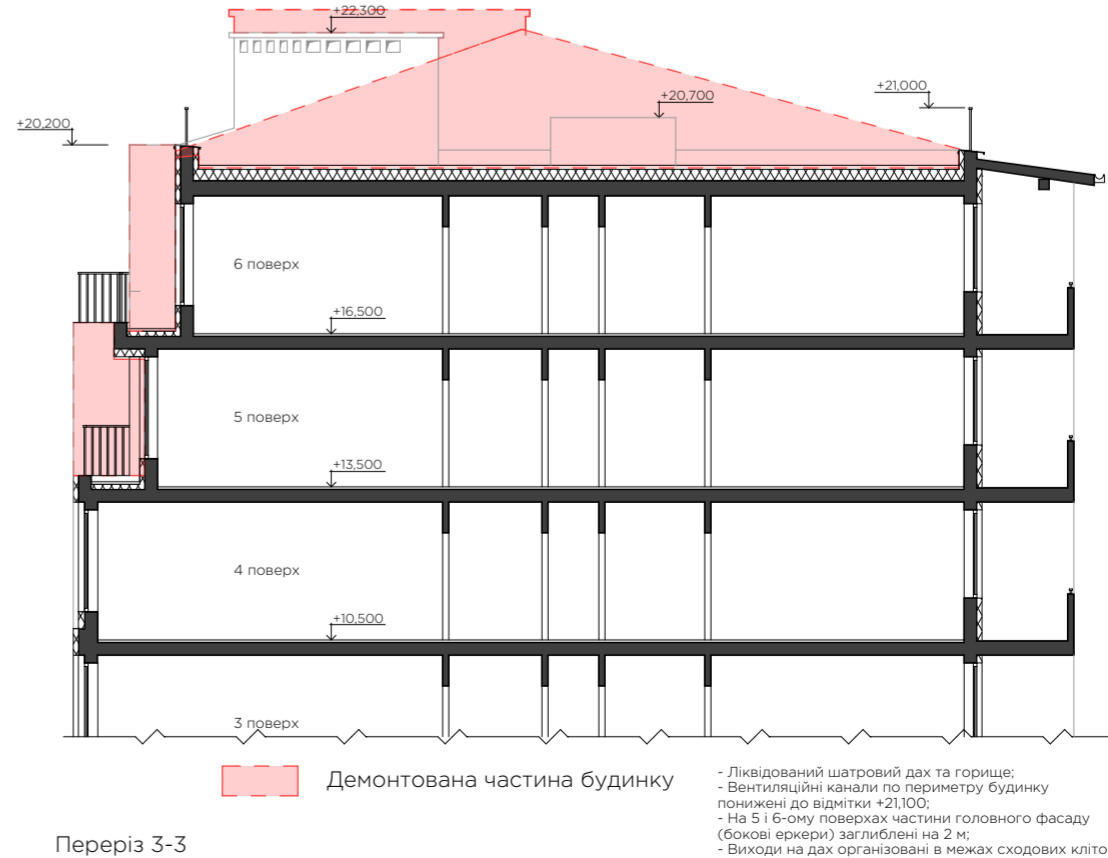 +22,300
+20,700
+21,000
+20,200
6 поверх
+16,500
5 поверх
+13,500
4 поверх
+10,500
3 поверх
Демонтована частина будинку
- Ліквідований шатровий дах та горище;
- Вентиляційні канали по периметру будинку
понижені до відмітки +21,100;
- На 5 і 6-ому поверхах частини головного фасаду
(бокові еркери) заглиблені на 2 м;
- Виходи на дах організовані в межах сходових кліто
Переріз 3-3